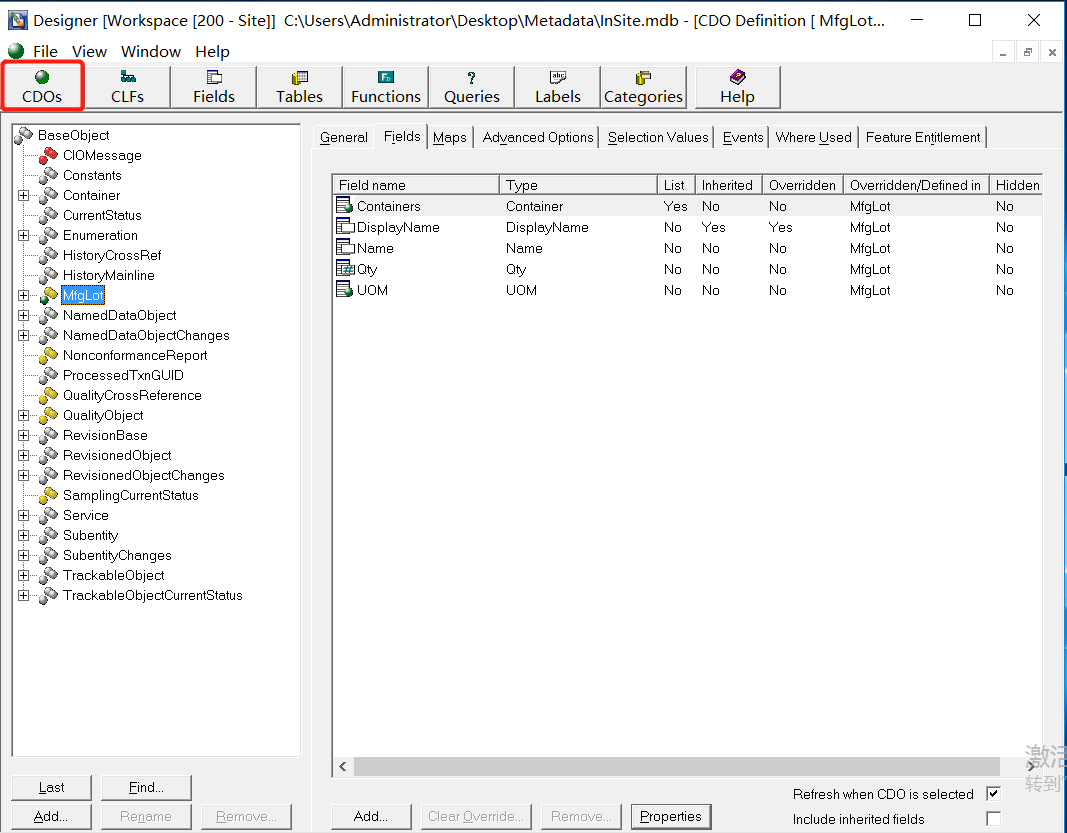 Designer [Workspace [200 - Site]]  C:\Users\Administrator\Desktop\Metadata\InSite.mdb - [CDO Definition [ MfgLot...
File View Window Help
CDOs CLFs Fields Tables Functions Queries Labels Categories Help
BaseObject
CIOMessage
Constants
Container
CurrentStatus
Enumeration
HistoryCrossRef
HistoryMainline
MfgLot
NamedDataObject
NamedDataObjectChanges
NonconformanceReport
ProcessedTxnGUID
QualityCrossReference
QualityObject
RevisionBase
RevisionedObject
RevisionedObjectChanges
SamplingCurrentStatus
Service
Subentity
SubentityChanges
TrackableObject
TrackableObjectCurrentStatus
Last Find...
Add... Rename Remove...
General Fields Maps Advanced Options Selection Values Events Where Used Feature Entitlement
Field name Type List Inherited Overridden Overridden/Defined in Hidden
Containers Container Yes No No MfgLot No
DisplayName DisplayName No Yes Yes MfgLot No
Name Name No No No MfgLot No
Qty Qty No No No MfgLot No
UOM UOM No No No MfgLot No
激活
转到
Refresh when CDO is selected
Include inherited fields
Add... Clear Override... Remove... Properties